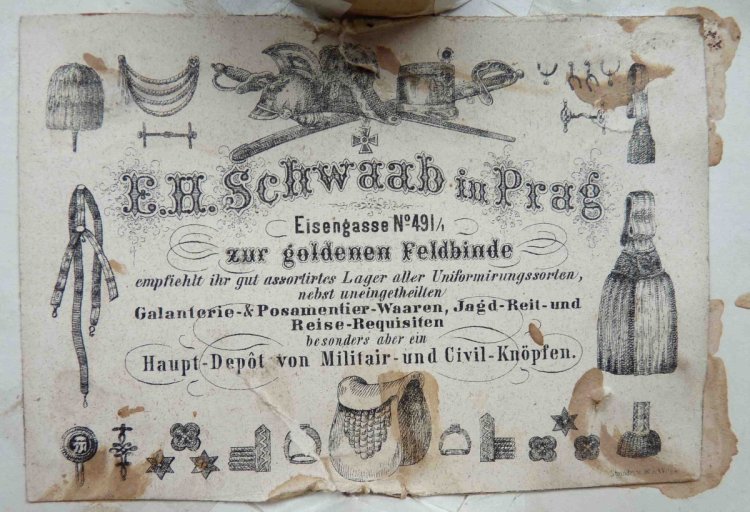 E. H. Schwaab in Prag
Eisengasse No 491/1
zur goldenen Feldbinde
empfiehlt ihr gut assortirtes Lager aller Uniformirungssorten,
nebst uneingetheilten
Galanterie-& Posamentier-Waaren, Jagd-Reit-und
Reise-Requisiten
besonders aber ein
Haupt-Depôt von Militair-und Civil-Knöpfen.